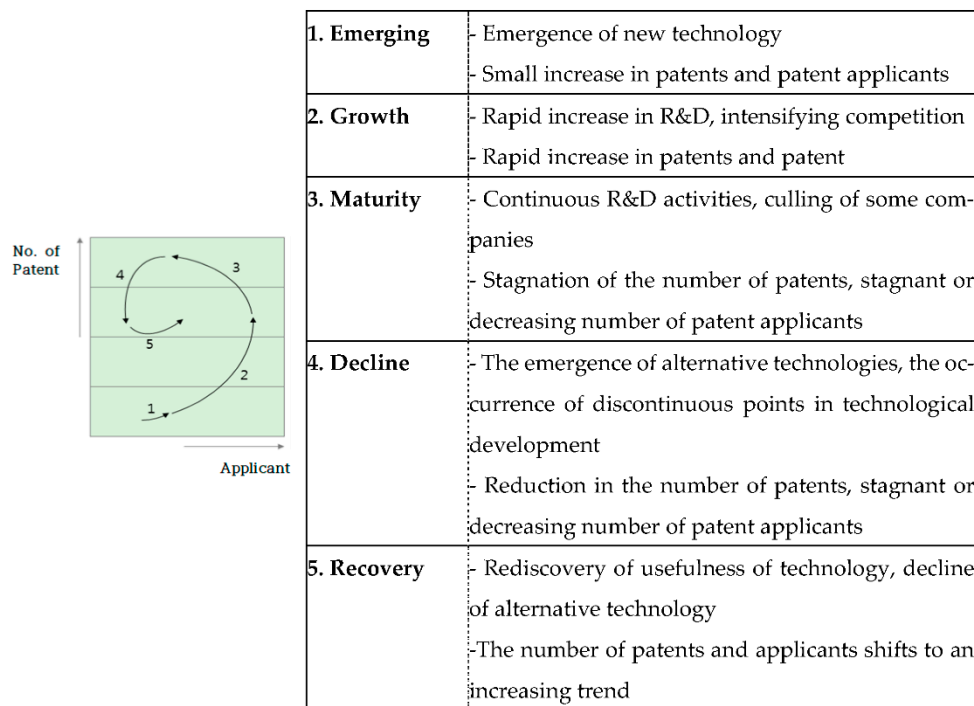 No. of
Patent
4
3
5
2
1
Applicant
1. Emerging
- Emergence of new technology
- Small increase in patents and patent applicants
2. Growth
- Rapid increase in R&D, intensifying competition
- Rapid increase in patents and patent
3. Maturity
- Continuous R&D activities, culling of some com-
panies
- Stagnation of the number of patents, stagnant or
decreasing number of patent applicants
4. Decline
- The emergence of alternative technologies, the oc-
currence of discontinuous points in technological
development
- Reduction in the number of patents, stagnant or
decreasing number of patent applicants
5. Recovery
- Rediscovery of usefulness of technology, decline
of alternative technology
-The number of patents and applicants shifts to an
increasing trend